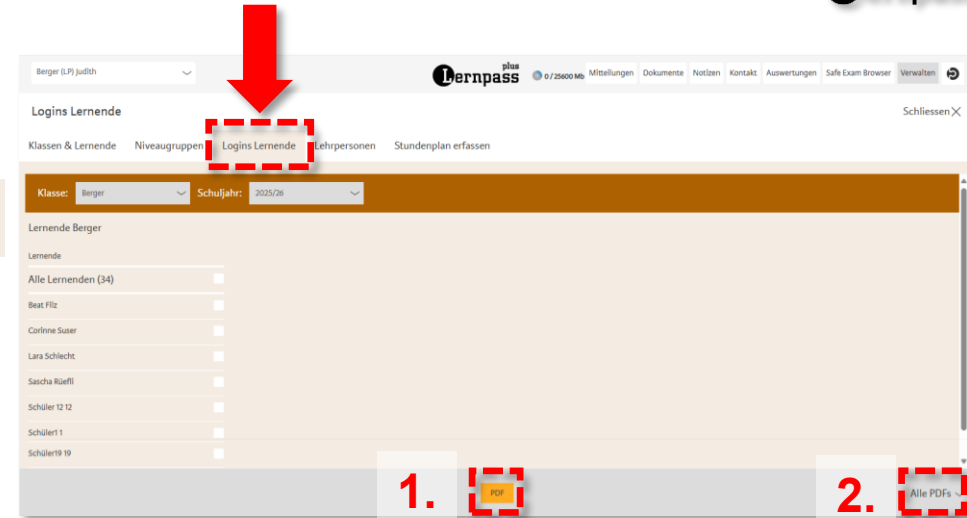 Berger (LP) Judith
Lernpass plus
0 / 25600 Mb
Mitteilungen Dokumente Notizen Kontakt Auswertungen Safe Exam Browser Verwalten
Logins Lernende
Schliessen
Klassen & Lernende Niveaugruppen Logins Lernende Lehrpersonen Stundenplan erfassen
Klasse: Berger Schuljahr: 2025/26
Lernende Berger
Lernende
Alle Lernenden (34)
Beat Fliz
Corinne Suser
Lara Schlecht
Sascha Rüefli
Schüler 12 12
Schüler1 1
Schüler19 19
1. PDF 2. Alle PDFs